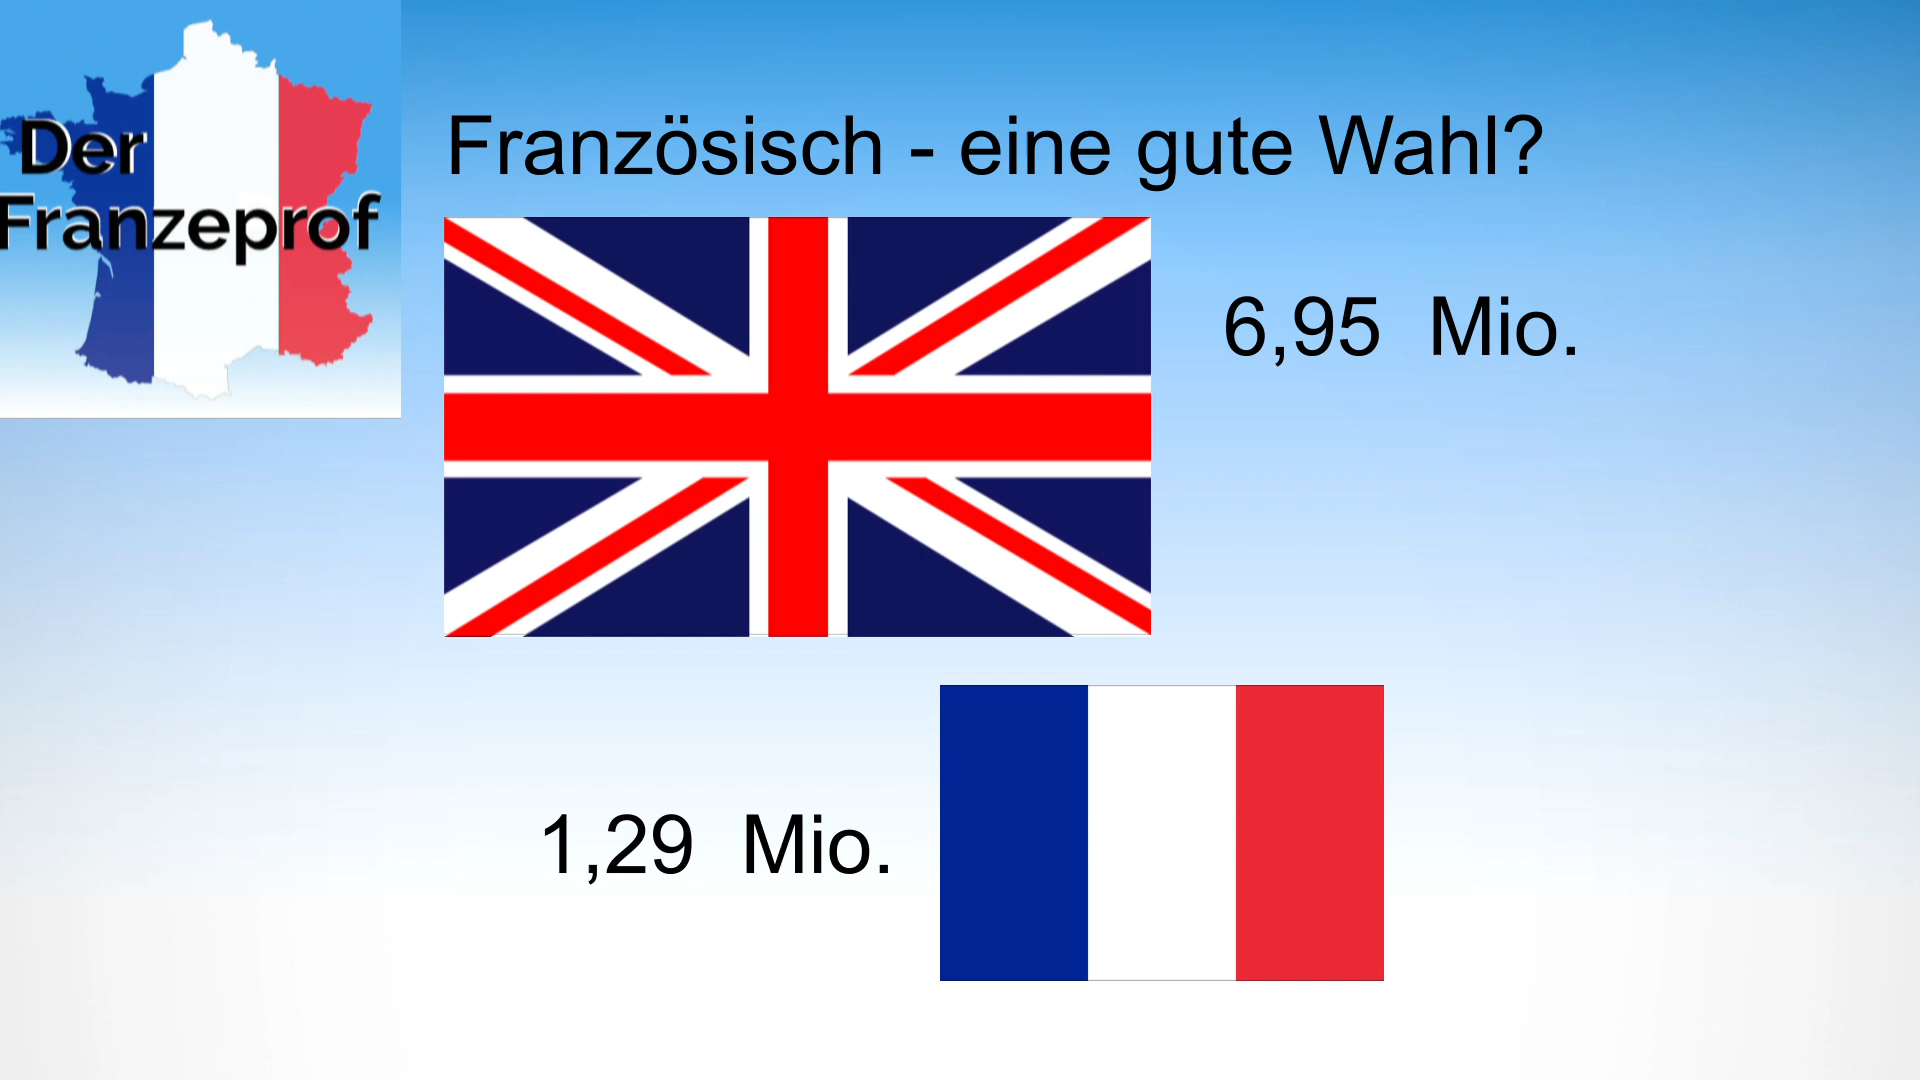 Der
Franzeprof
Französisch - eine gute Wahl?
6,95 Mio.
1,29 Mio.